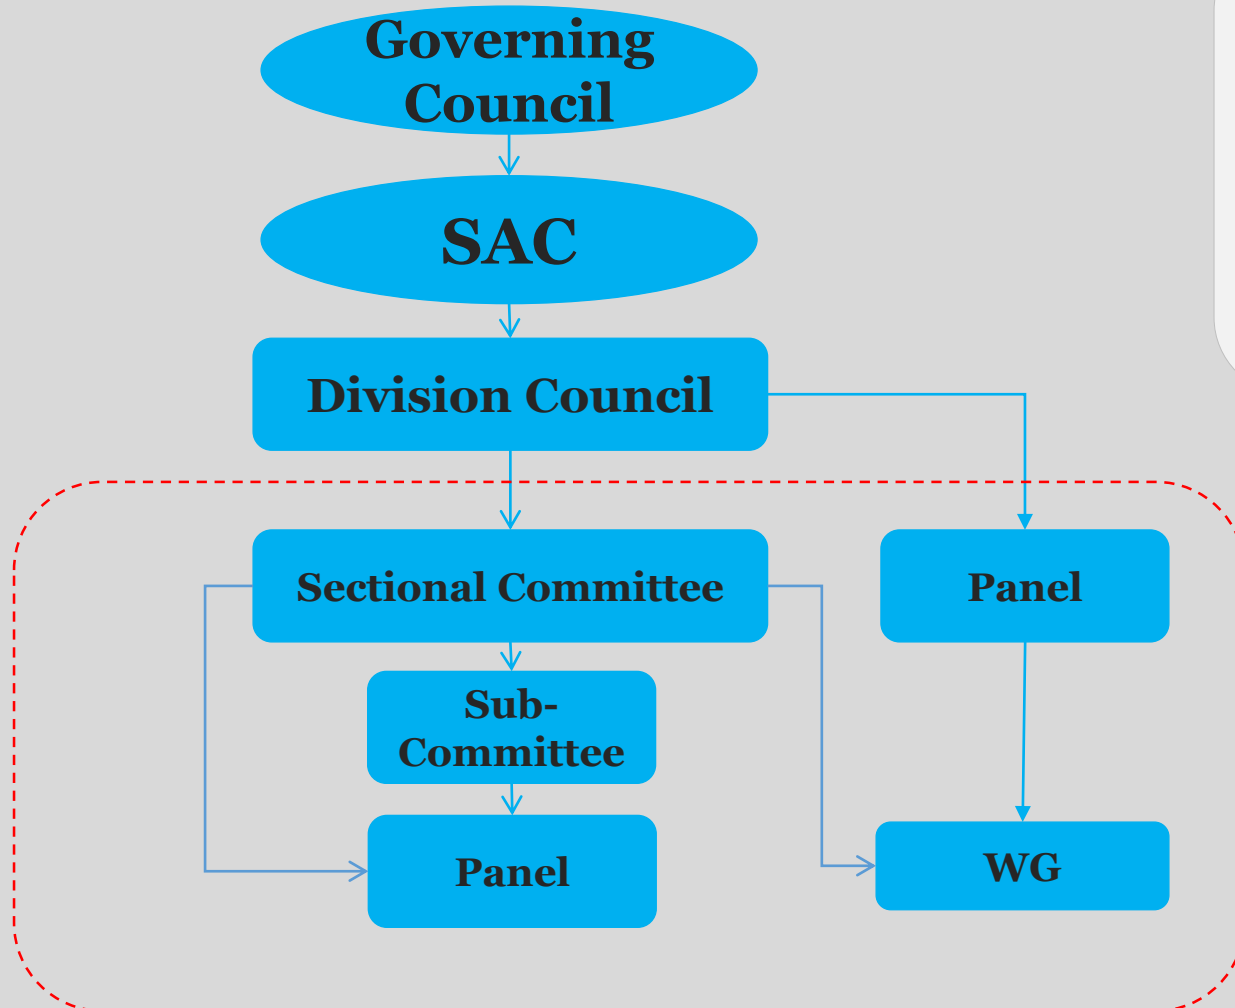 Governing
Council
SAC
Division Council
Sectional Committee
Panel
Sub-
Committee
Panel
WG